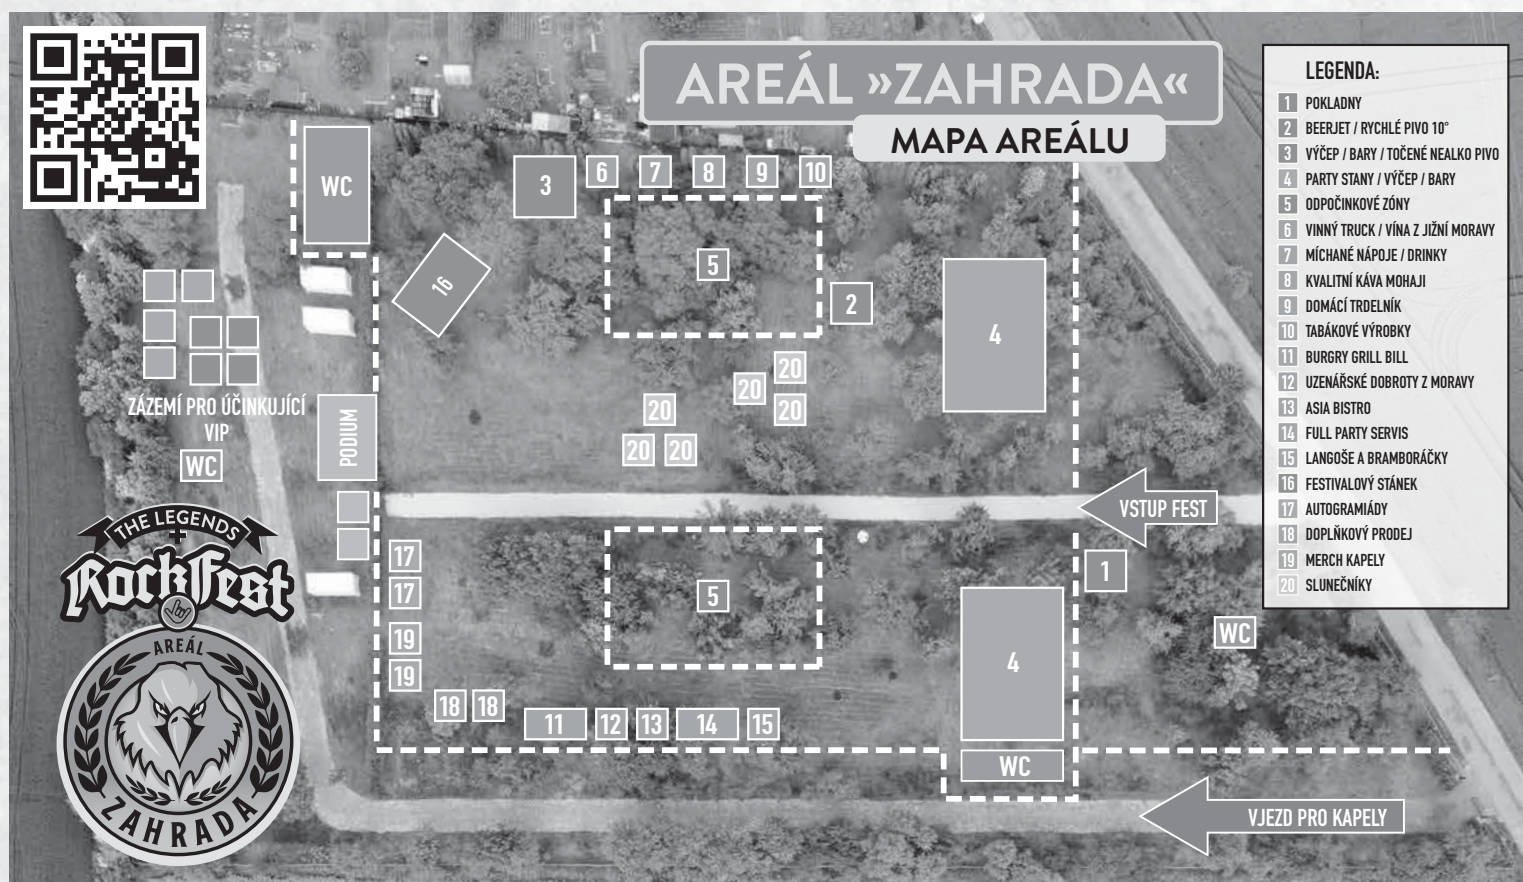 AREÁL »ZAHRADA«
MAPA AREÁLU
LEGENDA:
1 POKLADNY
2 BEERJET / RYCHLÉ PIVO 10°
3 VÝČEP / BARY / TOČENÉ NEALKO PIVO
4 PARTY STANY / VÝČEP / BARY
5 ODPOČINKOVÉ ZÓNY
6 VINNÝ TRUCK / VÍNA Z JIŽNÍ MORAVY
7 MÍCHANÉ NÁPOJE / DRINKY
8 KVALITNÍ KÁVA MOHAJI
9 DOMÁCÍ TRDELNÍK
10 TABÁKOVÉ VÝROBKY
11 BURGRY GRILL BILL
12 UZENÁŘSKÉ DOBROTY Z MORAVY
13 ASIA BISTRO
14 FULL PARTY SERVIS
15 LANGOŠE A BRAMBORÁČKY
16 FESTIVALOVÝ STÁNEK
17 AUTOGRAMIÁDY
18 DOPLŇKOVÝ PRODEJ
19 MERCH KAPELY
20 SLUNEČNÍKY
WC
3
6
7
8
9
10
5
16
2
4
20
20
20
20
20
20
ZÁZEMÍ PRO ÚČINKUJÍCÍ
VIP
WC
PODIUM
VSTUP FEST
THE LEGENDS
+
RockFest
AREÁL
ZAHRADA
17
17
19
19
18
18
5
1
4
WC
11
12
13
14
15
WC
VJEZD PRO KAPELY